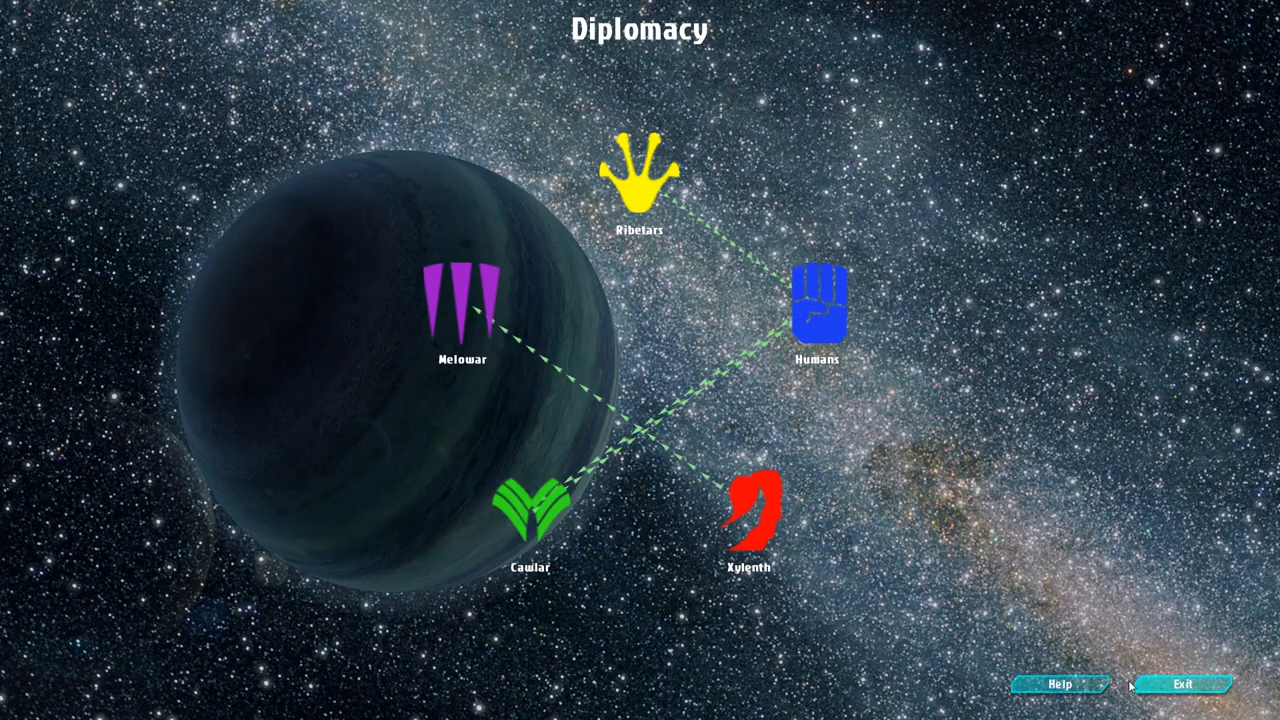 Diplomacy
Ribetars
Melowar
Humans
Cawlar
Xylenth
Help
Exit